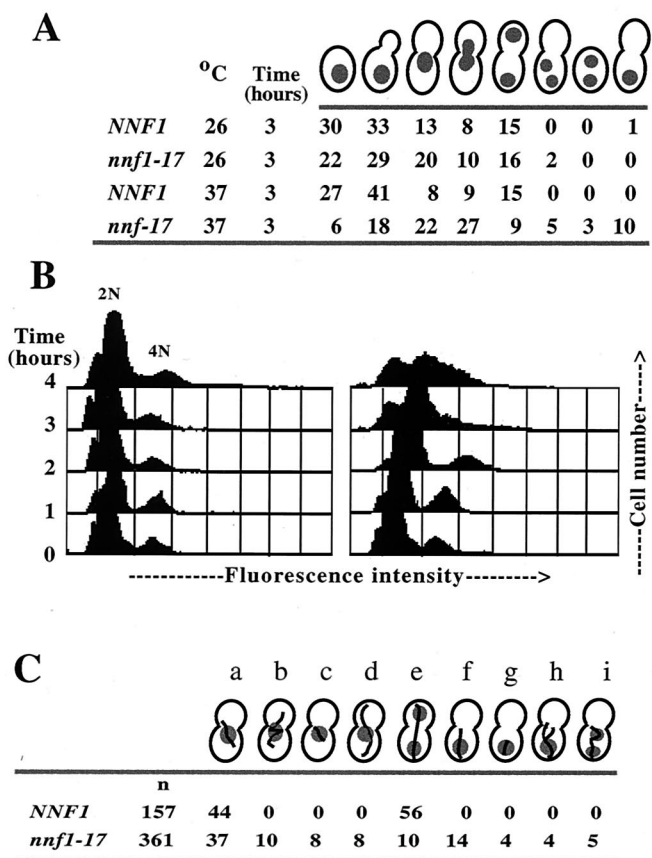 A
°C Time (hours)
NNF1 26 3 30 33 13 8 15 0 0 1
nnf1-17 26 3 22 29 20 10 16 2 0 0
NNF1 37 3 27 41 8 9 15 0 0 0
nnf-17 37 3 6 18 22 27 9 5 3 10
B
2N
Time (hours)
4N
4
3
2
1
0
------------Fluorescence intensity--------->
------Cell number----->
C
a b c d e f g h i
n
NNF1 157 44 0 0 0 56 0 0 0 0
nnf1-17 361 37 10 8 8 10 14 4 4 5